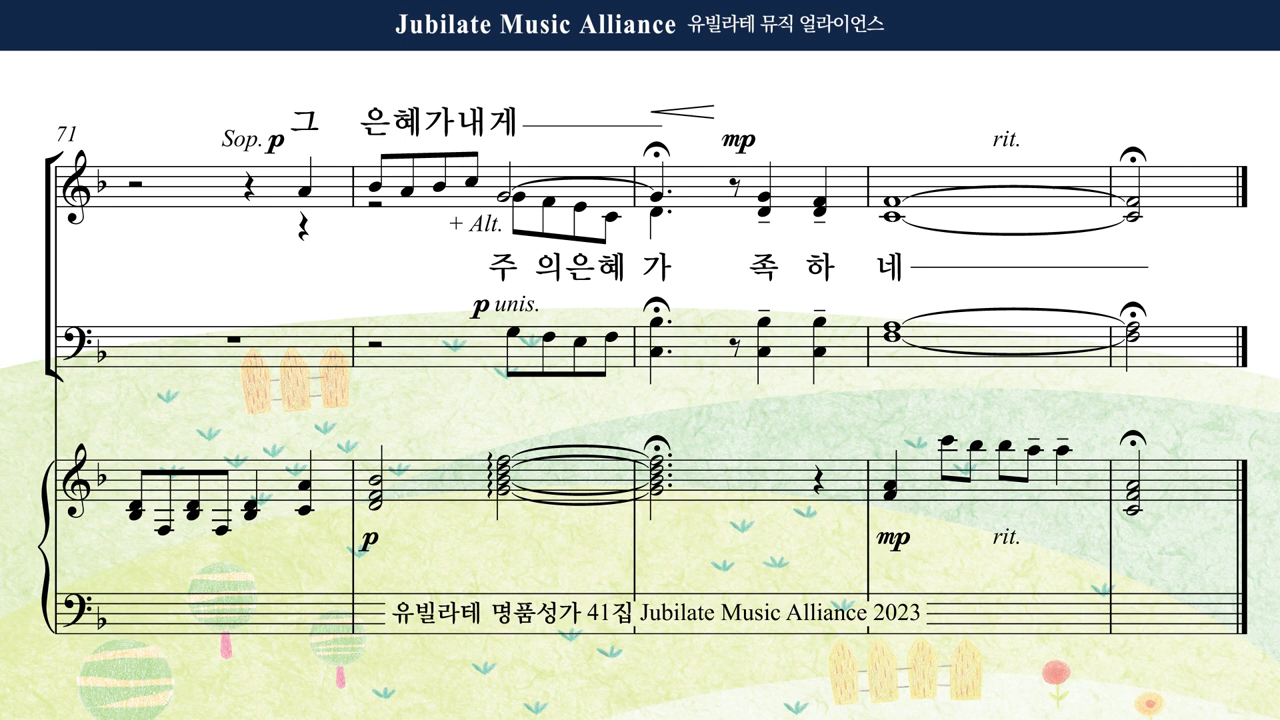 Jubilate Music Alliance 유빌라테 뮤직 얼라이언스
그 은혜가내게
71
Sop. p
mp
rit.
+ Alt.
주 의은혜 가 족 하 네
p unis.
p
mp
rit.
유빌라테 명품성가 41집 Jubilate Music Alliance 2023